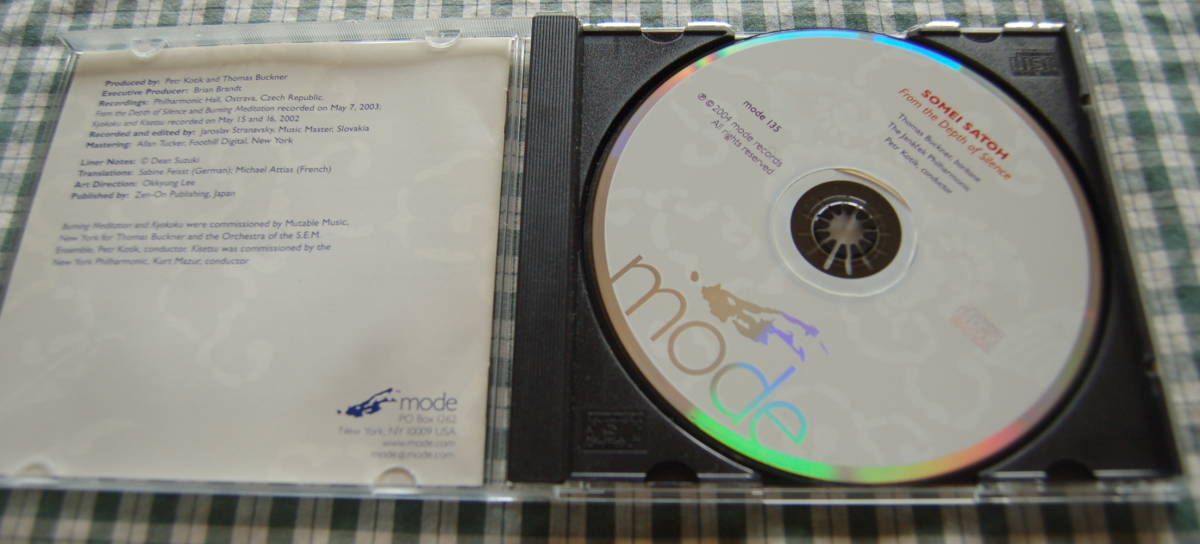 Produced by: Petr Kotik and Thomas Buckner
Executive Producer: Brian Brandt
Recordings: Philharmonic Hall, Ostrava, Czech Republic.
From the Depth of Silence and Burning Meditation recorded on May 7, 2003;
Kyokoku and Kisetsu recorded on May 15 and 16, 2002
Recorded and edited by: Jaroslav Stranavsky, Music Master, Slovakia
Mastering: Allan Tucker, Foothill Digital, New York
Liner Notes: © Dean Suzuki
Translations: Sabine Feisst (German); Michael Attias (French)
Art Direction: Okkyung Lee
Published by: Zen-On Publishing, Japan
Burning Meditation and Kyokoku were commissioned by Mutable Music,
New York for Thomas Buckner and the Orchestra of the S.E.M.
Ensemble, Petr Kotik, conductor. Kisetsu was commissioned by the
New York Philharmonic, Kurt Mazur, conductor
mode
PO Box 1262
New York, NY 10009 USA
www.mode.com
mode@mode.com
SOMEI SATOH
From the Depth of Silence
Thomas Buckner, baritone
The Janáček Philharmonic
Petr Kotik, conductor
mode 135
℗ © 2004 mode records
All rights reserved
mode